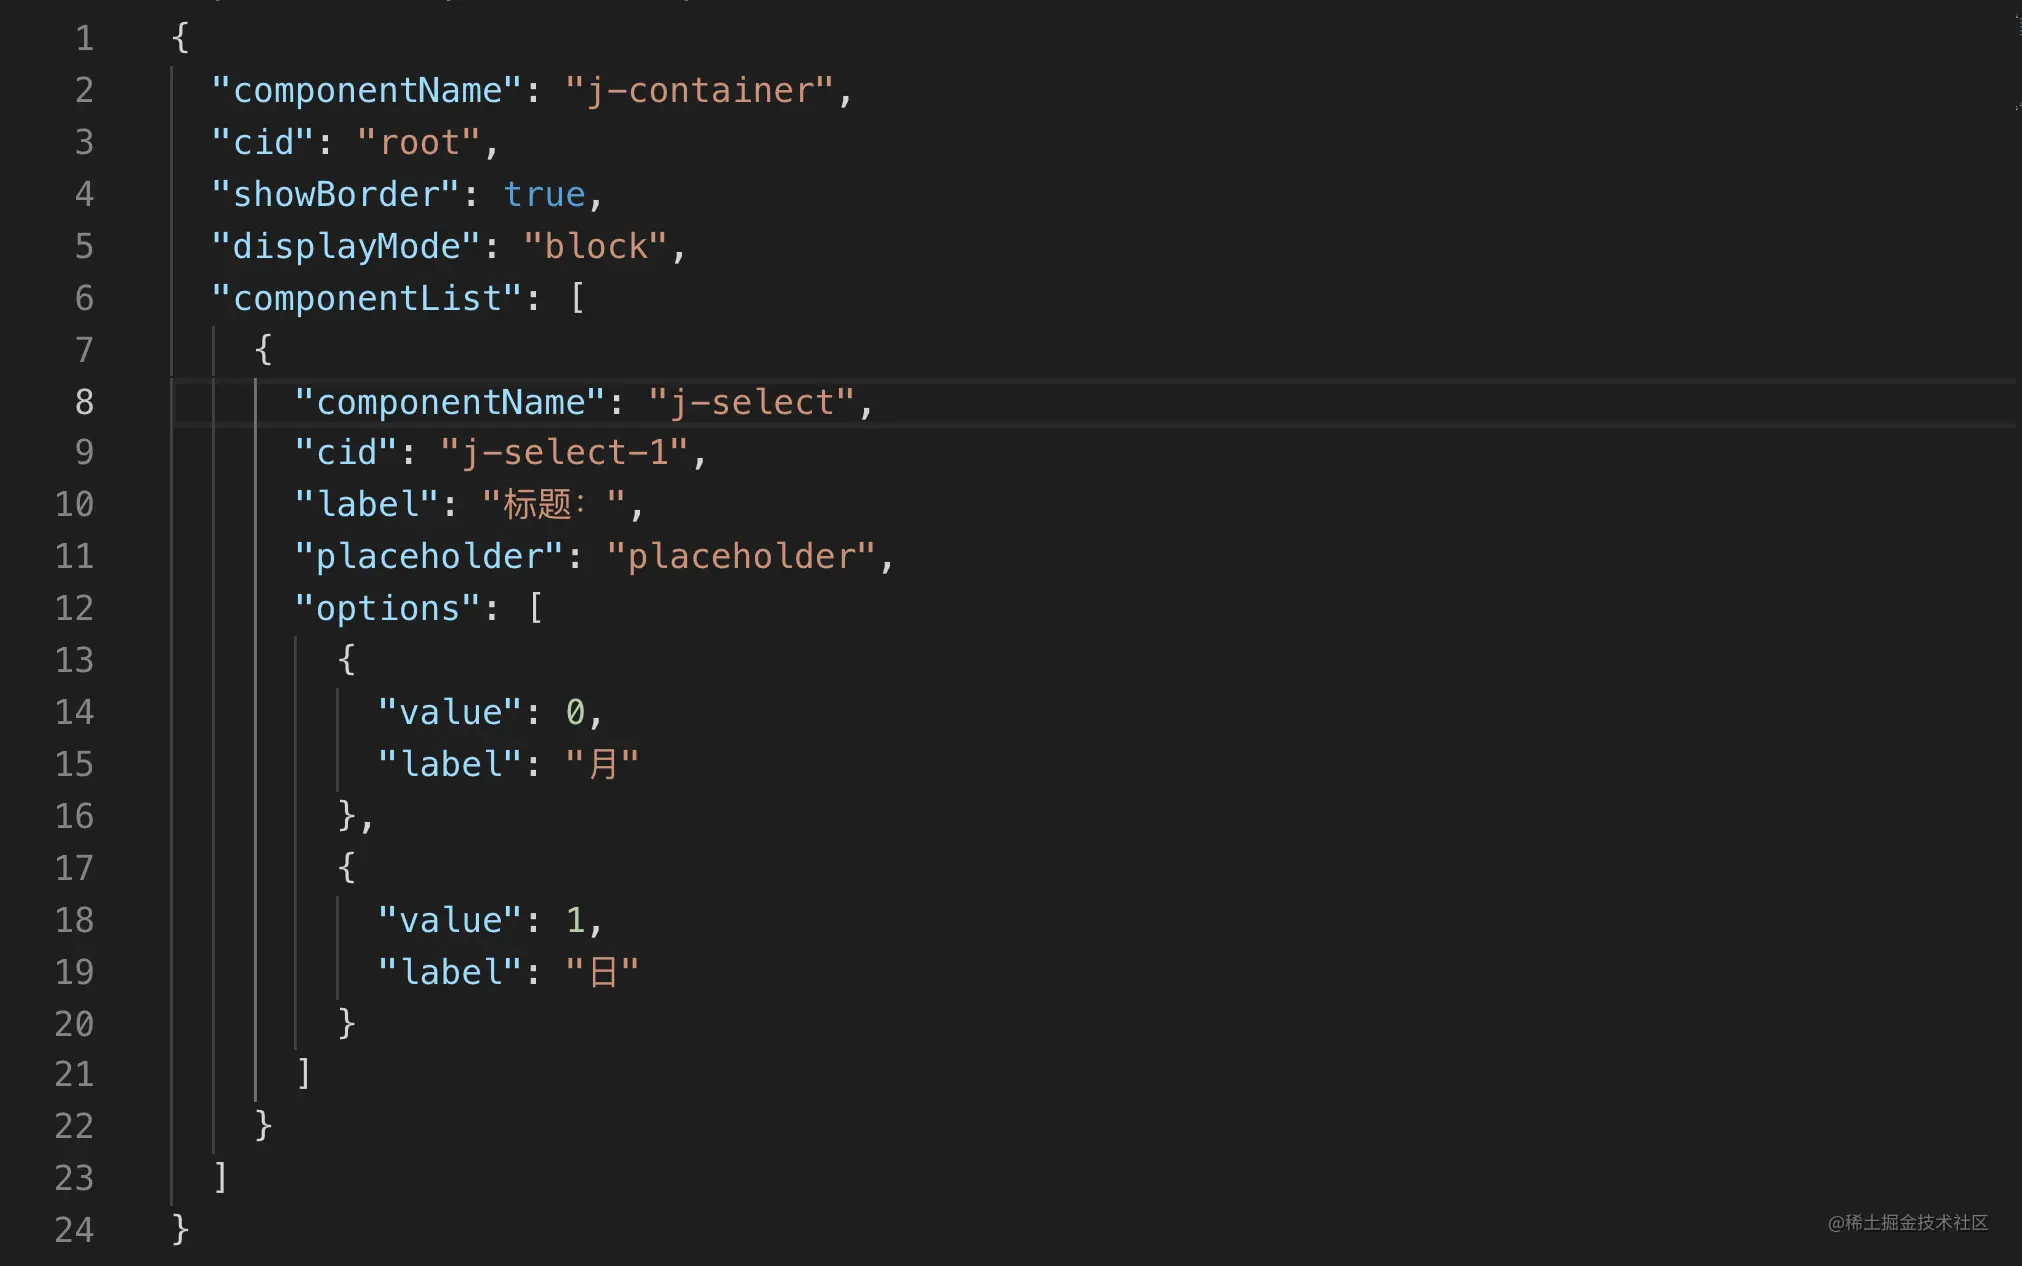 1 {
2 "componentName": "j-container",
3 "cid": "root",
4 "showBorder": true,
5 "displayMode": "block",
6 "componentList": [
7 {
8 "componentName": "j-select",
9 "cid": "j-select-1",
10 "label": "标题：",
11 "placeholder": "placeholder",
12 "options": [
13 {
14 "value": 0,
15 "label": "月"
16 },
17 {
18 "value": 1,
19 "label": "日"
20 }
21 ]
22 }
23 ]
24 }
@稀土掘金技术社区